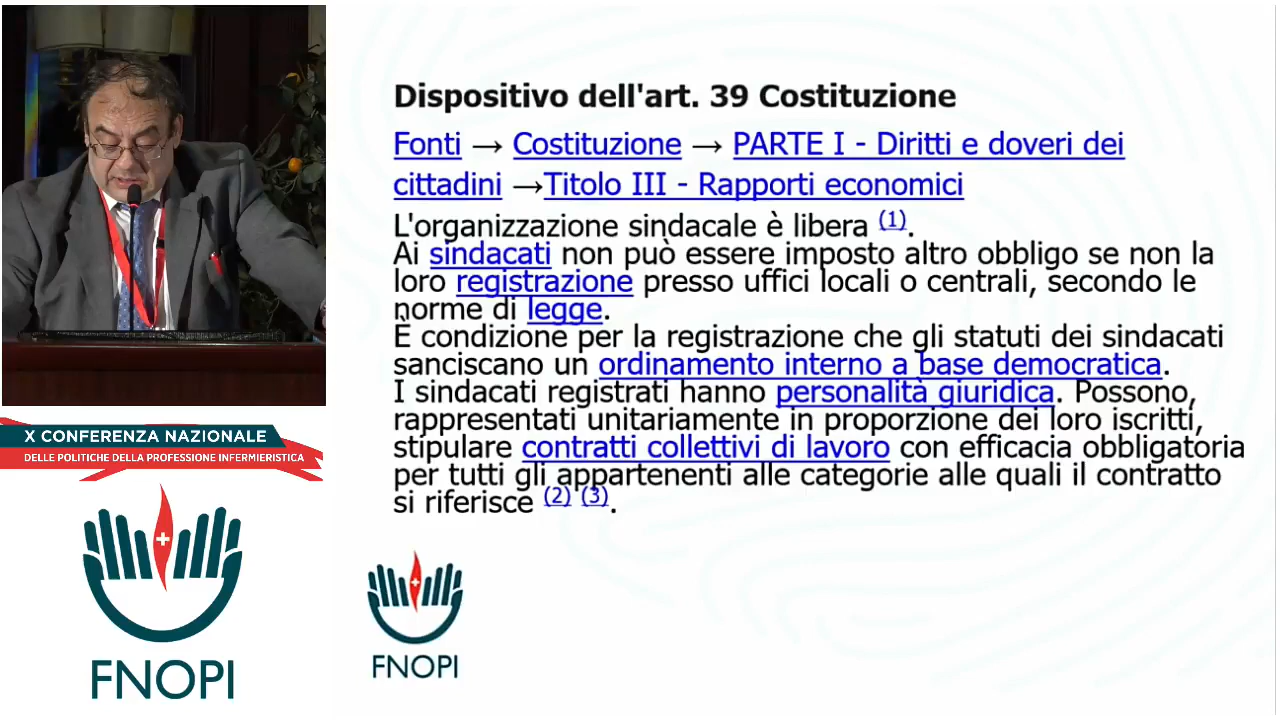 Dispositivo dell'art. 39 Costituzione
Fonti → Costituzione → PARTE I - Diritti e doveri dei
cittadini →Titolo III - Rapporti economici
L'organizzazione sindacale è libera (1).
Ai sindacati non può essere imposto altro obbligo se non la
loro registrazione presso uffici locali o centrali, secondo le
norme di legge.
È condizione per la registrazione che gli statuti dei sindacati
sanciscano un ordinamento interno a base democratica.
I sindacati registrati hanno personalità giuridica. Possono,
rappresentati unitariamente in proporzione dei loro iscritti,
stipulare contratti collettivi di lavoro con efficacia obbligatoria
per tutti gli appartenenti alle categorie alle quali il contratto
si riferisce (2) (3).
X CONFERENZA NAZIONALE
DELLE POLITICHE DELLA PROFESSIONE INFERMIERISTICA
FNOPI
FNOPI